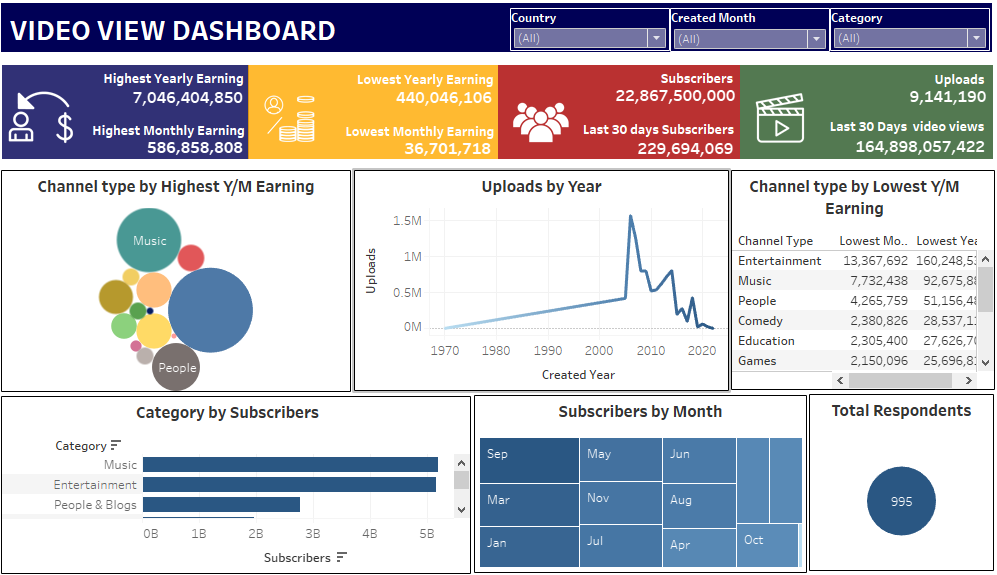 VIDEO VIEW DASHBOARD
Country
(All)
Created Month
(All)
Category
(All)
Highest Yearly Earning
7,046,404,850
Highest Monthly Earning
586,858,808
Lowest Yearly Earning
440,046,106
Lowest Monthly Earning
36,701,718
Subscribers
22,867,500,000
Last 30 days Subscribers
229,694,069
Uploads
9,141,190
Last 30 Days video views
164,898,057,422
Channel type by Highest Y/M Earning
Music
People
Uploads by Year
1.5M
1M
0.5M
0M
Uploads
1970 1980 1990 2000 2010 2020
Created Year
Channel type by Lowest Y/M
Earning
Channel Type Lowest Mo.. Lowest Yea
Entertainment 13,367,692 160,248,53
Music 7,732,438 92,675,88
People 4,265,759 51,156,48
Comedy 2,380,826 28,537,11
Education 2,305,400 27,626,70
Games 2,150,096 25,696,81
Category by Subscribers
Category
Music
Entertainment
People & Blogs
0B 1B 2B 3B 4B 5B
Subscribers
Subscribers by Month
Sep
Mar
Jan
May
Nov
Jul
Jun
Aug
Apr
Oct
Total Respondents
995